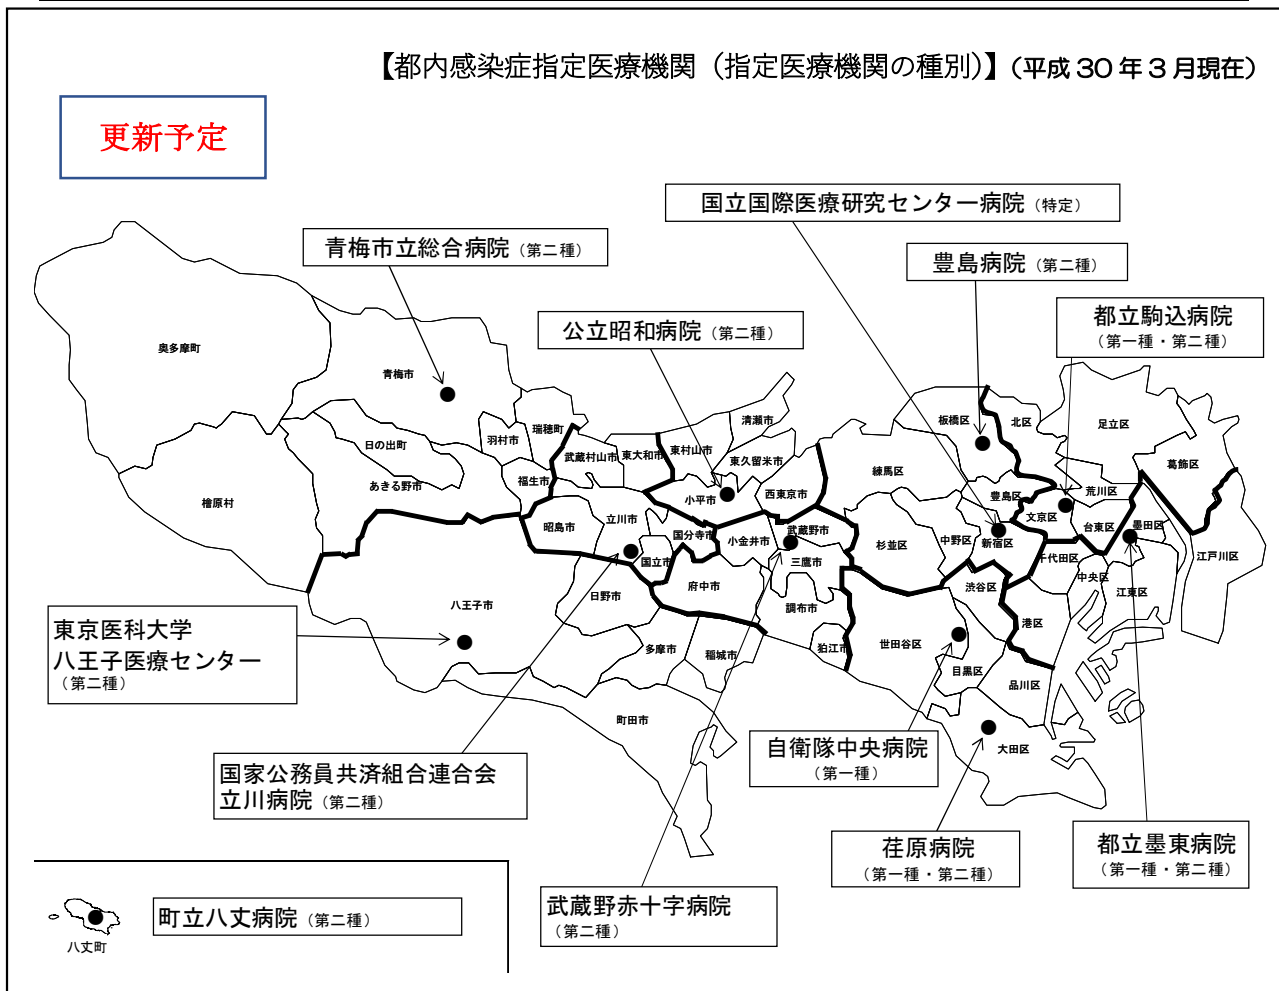 【都内感染症指定医療機関（指定医療機関の種別）】（平成 30 年 3 月現在）
更新予定
国立国際医療研究センター病院（特定）
青梅市立総合病院（第二種）
豊島病院（第二種）
公立昭和病院（第二種）
都立駒込病院
（第一種・第二種）
奥多摩町
青梅市
清瀬市
板橋区
北区
足立区
羽村市
瑞穂町
日の出町
武蔵村山市
東大和市
東村山市
東久留米市
練馬区
葛飾区
檜原村
あきる野市
福生市
小平市
西東京市
豊島区
荒川区
昭島市
立川市
国分寺市
小金井市
武蔵野市
杉並区
中野区
新宿区
文京区
台東区
墨田区
江戸川区
国立市
三鷹市
千代田区
中央区
江東区
渋谷区
府中市
日野市
八王子市
調布市
港区
狛江市
世田谷区
多摩市
稲城市
目黒区
品川区
町田市
大田区
東京医科大学
八王子医療センター
（第二種）
国家公務員共済組合連合会
立川病院（第二種）
自衛隊中央病院
（第一種）
荏原病院
（第一種・第二種）
都立墨東病院
（第一種・第二種）
武蔵野赤十字病院
（第二種）
町立八丈病院（第二種）
八丈町